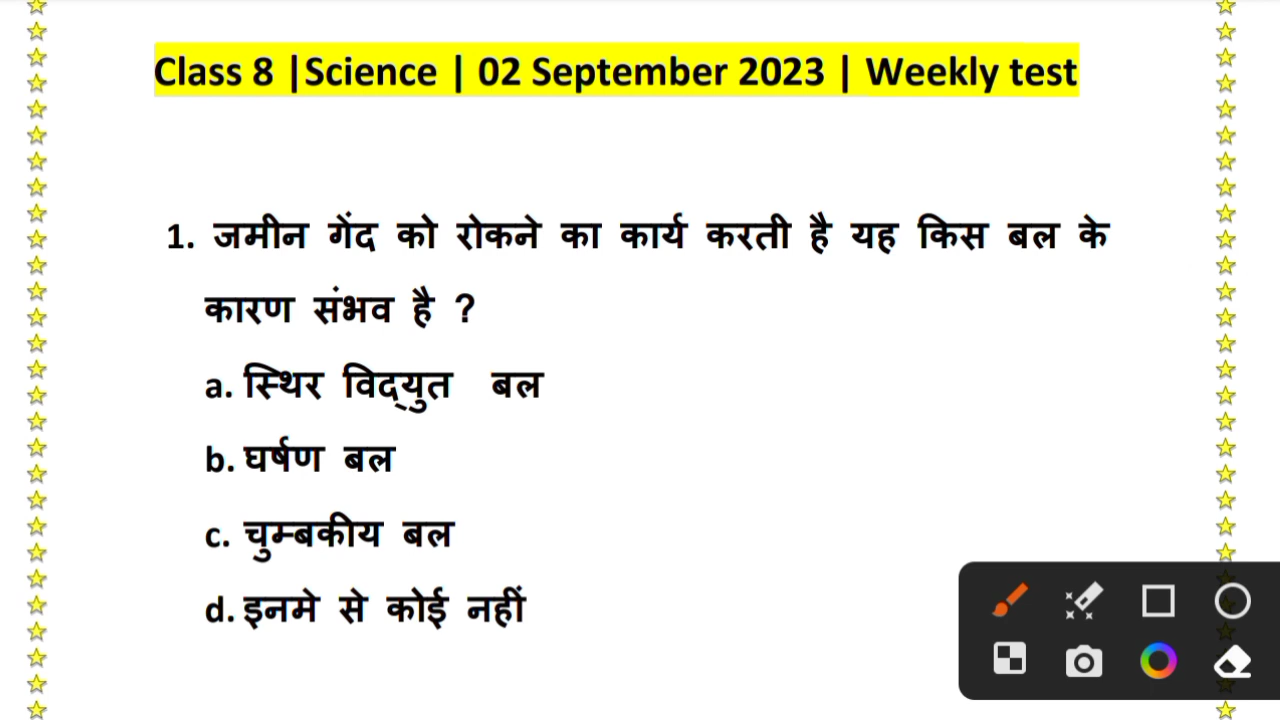 Class 8 |Science | 02 September 2023 | Weekly test
1. जमीन गेंद को रोकने का कार्य करती है यह किस बल के
कारण संभव है ?
a. स्थिर विद्युत बल
b. घर्षण बल
c. चुम्बकीय बल
d. इनमे से कोई नहीं